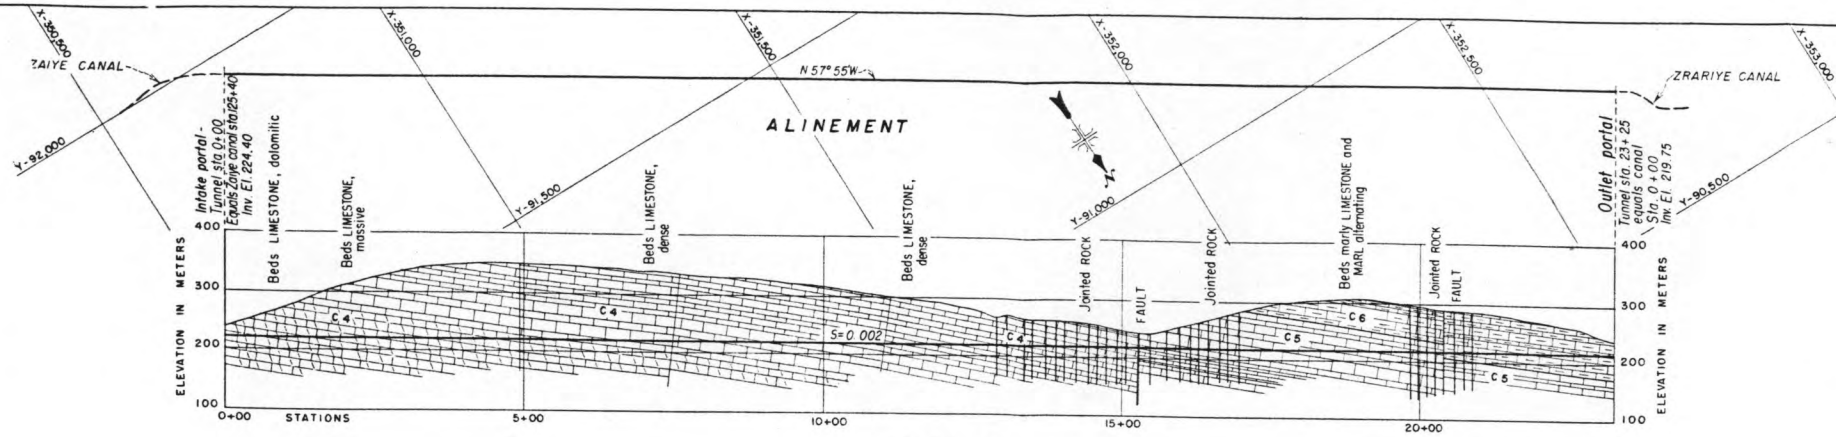 X-350,500
X-351,000
X-351,500
X-352,000
X-352,500
X-353,000
ZAIYE CANAL
N 57° 55' W
ZRARIYE CANAL
ALINEMENT
Y-92,000
Y-91,500
Y-91,000
Y-90,500
N
Intake portal-
Tunnel sta. 0+00
Equals Zaiye canal sta. 125+40
Inv. El. 224.40
Outlet portal
Tunnel sta. 23+25
equals canal
Sta. 0+00
Inv. El. 219.75
Beds LIMESTONE, dolomitic
Beds LIMESTONE,
massive
Beds LIMESTONE,
dense
Beds LIMESTONE,
dense
Jointed ROCK
FAULT
Jointed ROCK
Beds marly LIMESTONE and
MARL alternating
Jointed ROCK
FAULT
ELEVATION IN METERS
400
300
200
100
C4
C4
S=0.002
C4
C5
C6
C5
400
300
200
100
ELEVATION IN METERS
0+00
STATIONS
5+00
10+00
15+00
20+00